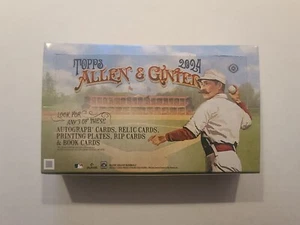 TOPPS 2024
ALLEN & GINTER
LOOK FOR
ANY OF THESE!
AUTOGRAPH CARDS, RELIC CARDS,
PRINTING PLATES, RIP CARDS
& BOOK CARDS